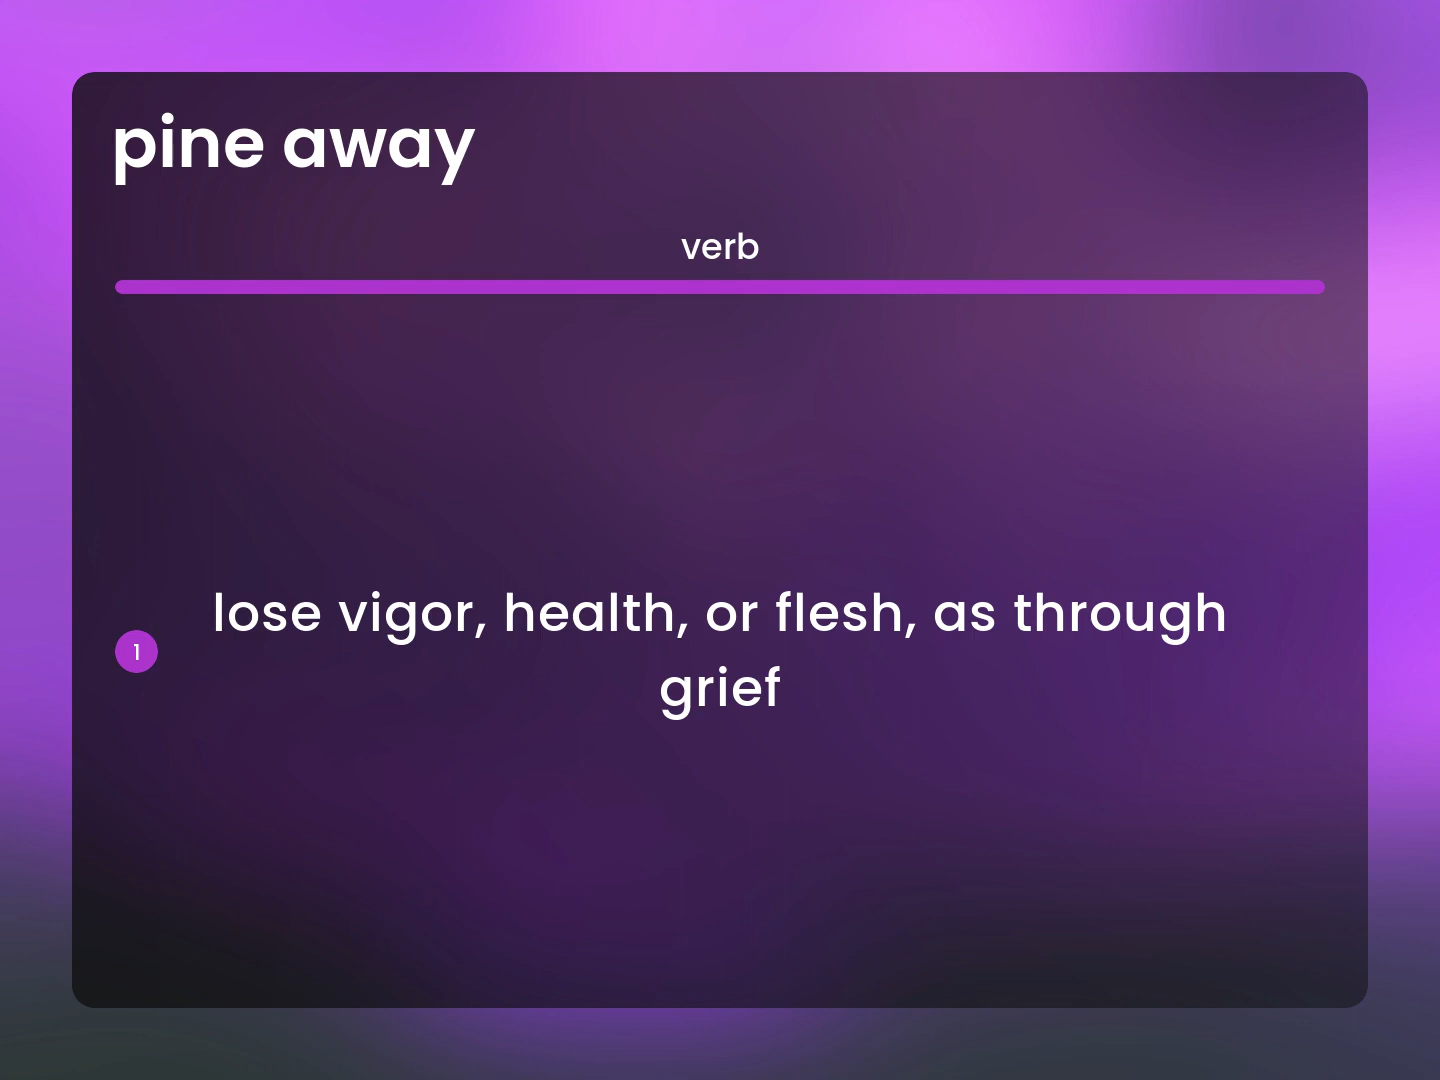 pine away
verb
1
lose vigor, health, or flesh, as through
grief